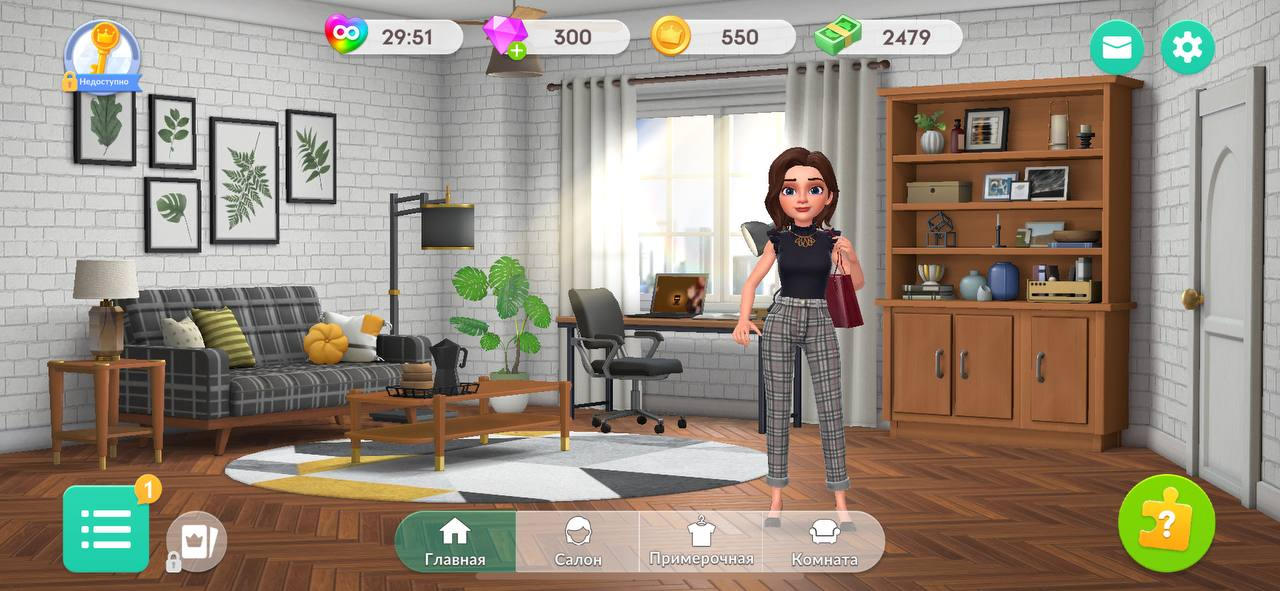 29:51
300
550
2479
Недоступно
1
?
Главная
Салон
Примерочная
Комната